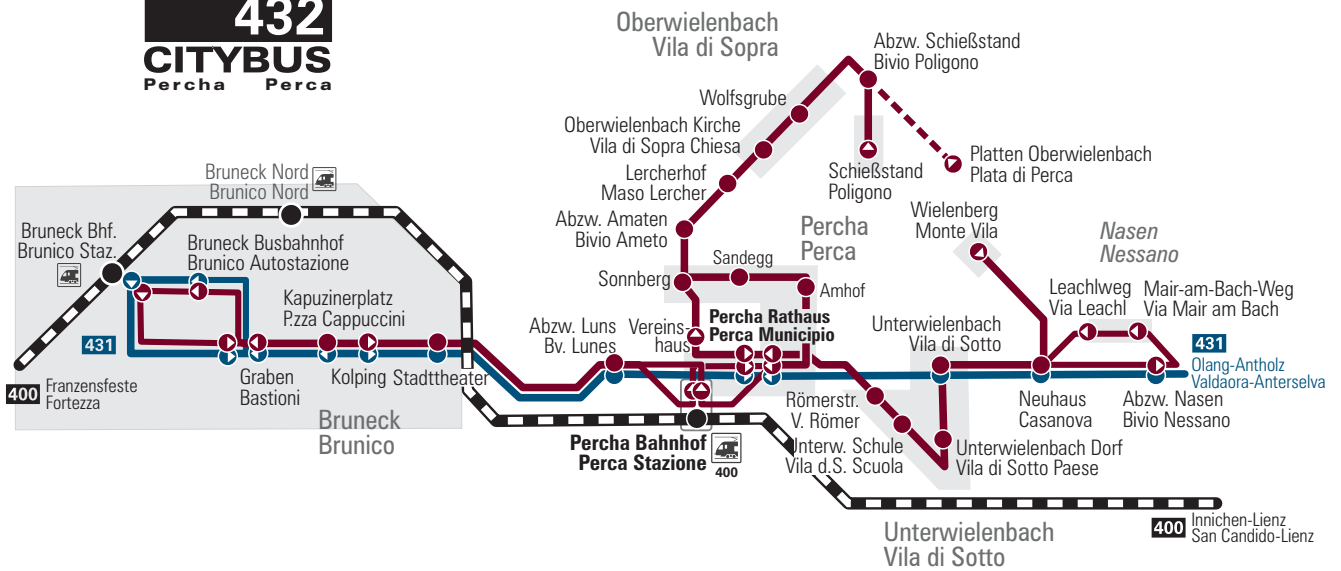 432
CITYBUS
Percha Perca
Oberwielenbach
Vila di Sopra
Abzw. Schießstand
Bivio Poligono
Wolfsgrube
Oberwielenbach Kirche
Vila di Sopra Chiesa
Lercherhof
Maso Lercher
Schießstand
Poligono
Platten Oberwielenbach
Plata di Perca
Abzw. Amaten
Bivio Ameto
Percha
Perca
Wielenberg
Monte Vila
Nasen
Nessano
Bruneck Nord
Brunico Nord
Bruneck Bhf.
Brunico Staz.
Bruneck Busbahnhof
Brunico Autostazione
Sonnberg
Sandegg
Amhof
Leachlweg
Via Leachl
Mair-am-Bach-Weg
Via Mair am Bach
Kapuzinerplatz
P.zza Cappuccini
Abzw. Luns
Bv. Lunes
Vereins-
haus
Percha Rathaus
Perca Municipio
Unterwielenbach
Vila di Sotto
431
431
Olang-Antholz
Valdaora-Anterselva
400
Franzensfeste
Fortezza
Graben
Bastioni
Kolping
Stadttheater
Römerstr.
V. Römer
Neuhaus
Casanova
Abzw. Nasen
Bivio Nessano
Bruneck
Brunico
Percha Bahnhof
Perca Stazione
400
Unterw. Schule
Vila d.S. Scuola
Unterwielenbach Dorf
Vila di Sotto Paese
Unterwielenbach
Vila di Sotto
400
Innichen-Lienz
San Candido-Lienz